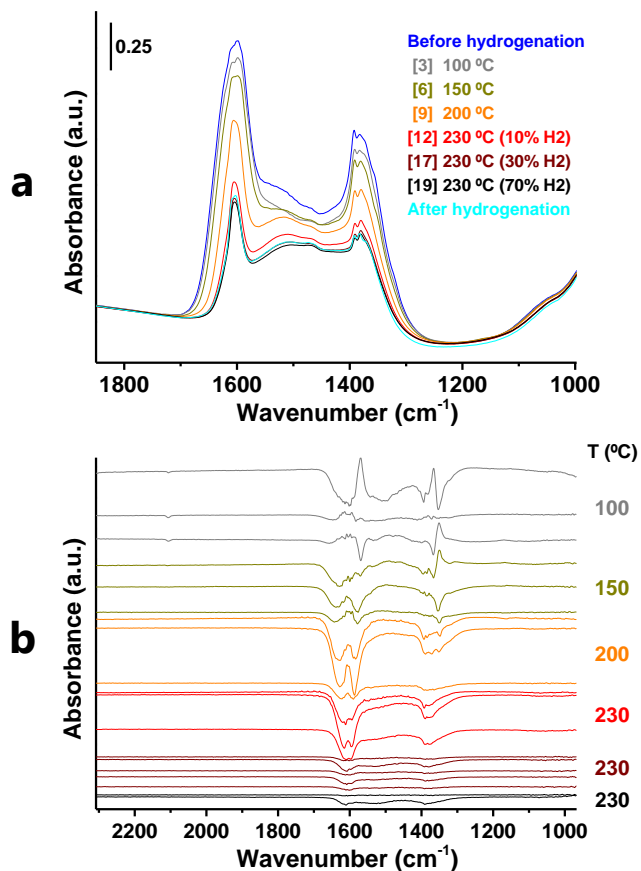 a
Absorbance (a.u.)
0.25
Before hydrogenation
[3] 100 ºC
[6] 150 ºC
[9] 200 ºC
[12] 230 ºC (10% H2)
[17] 230 ºC (30% H2)
[19] 230 ºC (70% H2)
After hydrogenation
1800 1600 1400 1200 1000
Wavenumber (cm⁻¹)
b
Absorbance (a.u.)
T (ºC)
100
150
200
230
230
230
2200 2000 1800 1600 1400 1200 1000
Wavenumber (cm⁻¹)